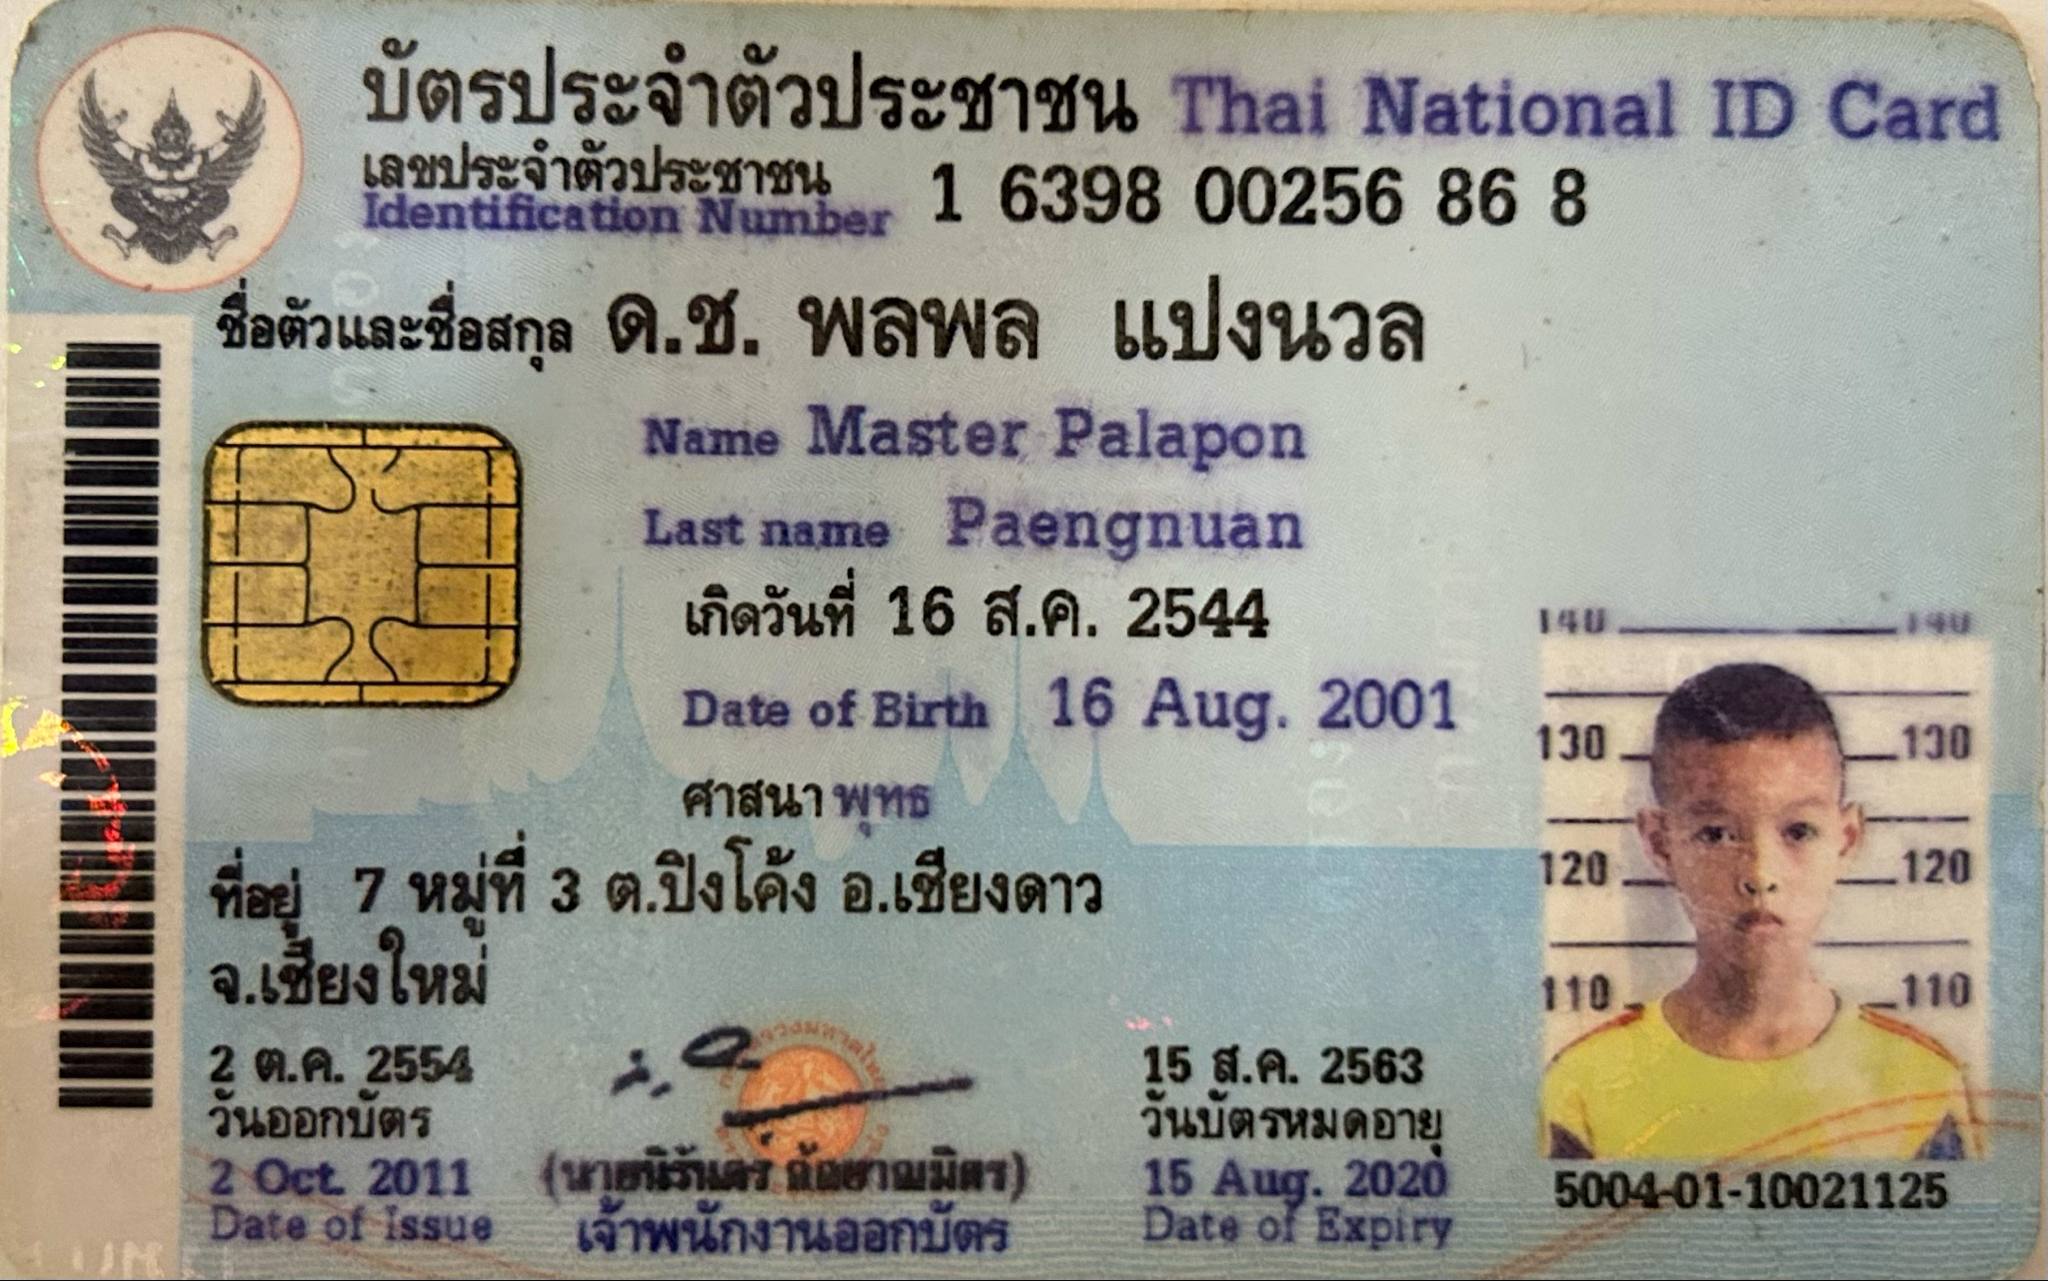 บัตรประจำตัวประชาชน Thai National ID Card
เลขประจำตัวประชาชน
Identification Number 1 6398 00256 86 8
ชื่อตัวและชื่อสกุล ด.ช. พลพล แปงนวล
Name Master Palapon
Last name Paengnuan
เกิดวันที่ 16 ส.ค. 2544
Date of Birth 16 Aug. 2001
ศาสนา พุทธ
ที่อยู่ 7 หมู่ที่ 3 ต.ปิงโค้ง อ.เชียงดาว
จ.เชียงใหม่
140 140
130 130
120 120
110 110
2 ต.ค. 2554
วันออกบัตร
2 Oct. 2011
Date of Issue
เจ้าพนักงานออกบัตร
15 ส.ค. 2563
วันบัตรหมดอายุ
15 Aug. 2020
Date of Expiry
5004-01-10021125